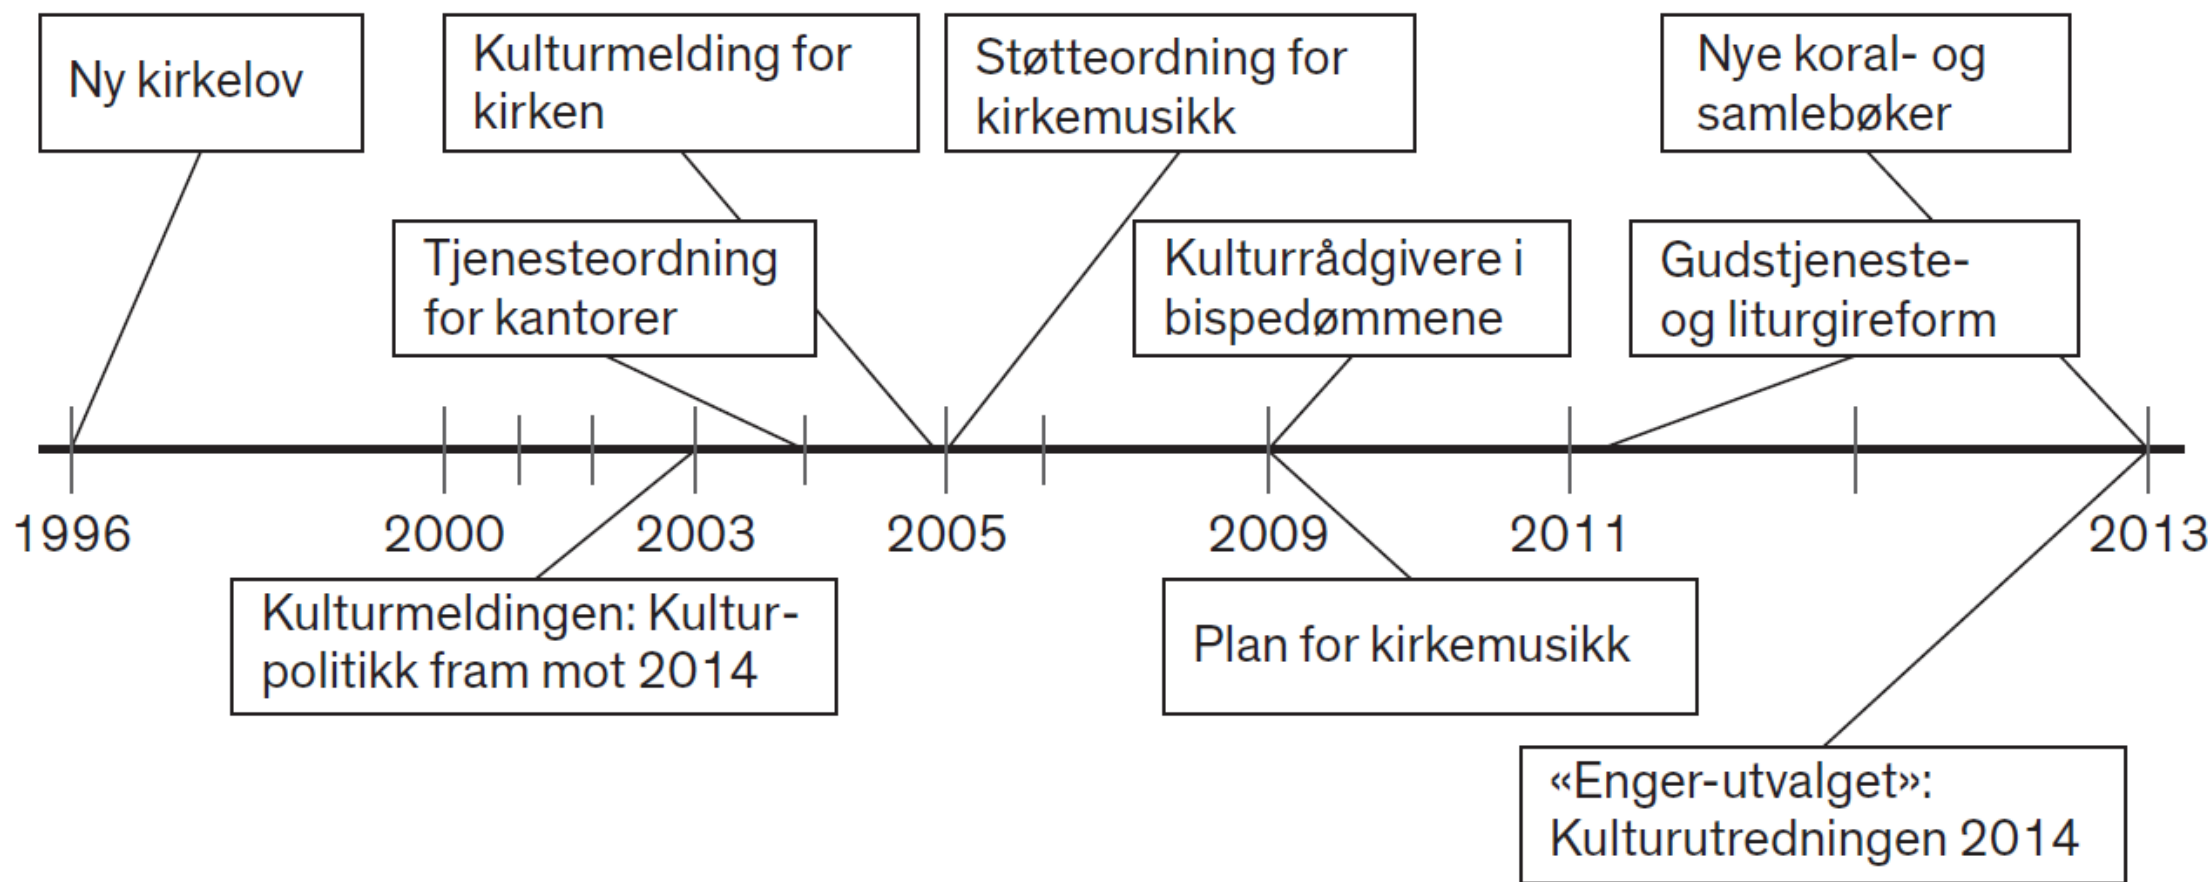 Ny kirkelov
Kulturmelding for
kirken
Støtteordning for
kirkemusikk
Nye koral- og
samlebøker
Tjenesteordning
for kantorer
Kulturrådgivere i
bispedømmene
Gudstjeneste-
og liturgireform
1996
2000
2003
2005
2009
2011
2013
Kulturmeldingen: Kultur-
politikk fram mot 2014
Plan for kirkemusikk
«Enger-utvalget»:
Kulturutredningen 2014